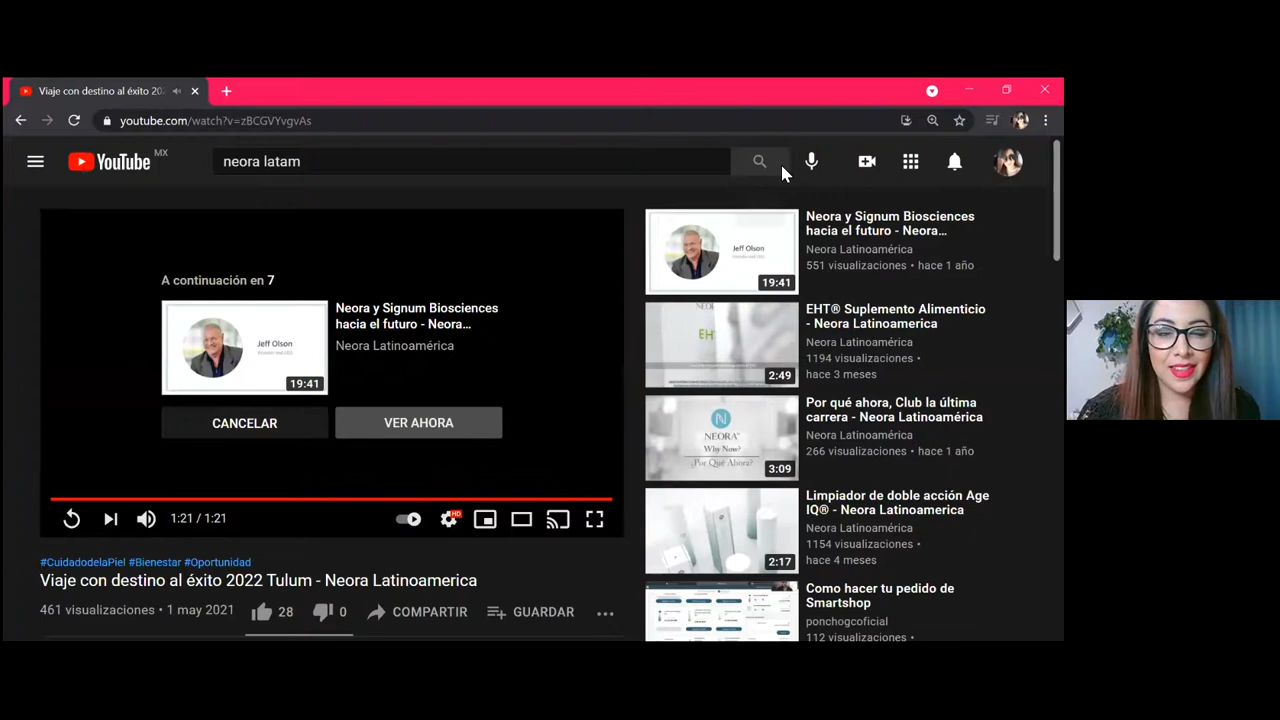 Viaje con destino al éxito 202
youtube.com/watch?v=zBCGVYvgvAs
YouTube MX
neora latam
A continuación en 7
Jeff Olson
19:41
Neora y Signum Biosciences
hacia el futuro - Neora...
Neora Latinoamérica
CANCELAR
VER AHORA
1:21 / 1:21
HD
#CuidadodelaPiel #Bienestar #Oportunidad
Viaje con destino al éxito 2022 Tulum - Neora Latinoamerica
461 visualizaciones • 1 may 2021
28
0
COMPARTIR
GUARDAR
Jeff Olson
19:41
Neora y Signum Biosciences
hacia el futuro - Neora...
Neora Latinoamérica
551 visualizaciones • hace 1 año
EHT
2:49
EHT® Suplemento Alimenticio
- Neora Latinoamerica
Neora Latinoamérica
1194 visualizaciones •
hace 3 meses
NEORA
Why Now?
¿Por Qué Ahora?
3:09
Por qué ahora, Club la última
carrera - Neora Latinoamérica
Neora Latinoamérica
266 visualizaciones • hace 1 año
2:17
Limpiador de doble acción Age
IQ® - Neora Latinoamérica
Neora Latinoamérica
1154 visualizaciones •
hace 4 meses
Como hacer tu pedido de
Smartshop
ponchogcoficial
112 visualizaciones •